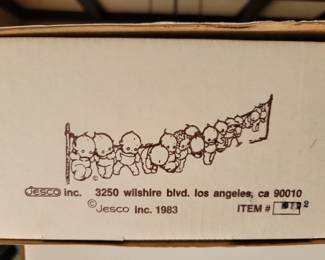 ©
Jesco inc. 3250 wilshire blvd. los angeles, ca 90010
© Jesco inc. 1983 ITEM #